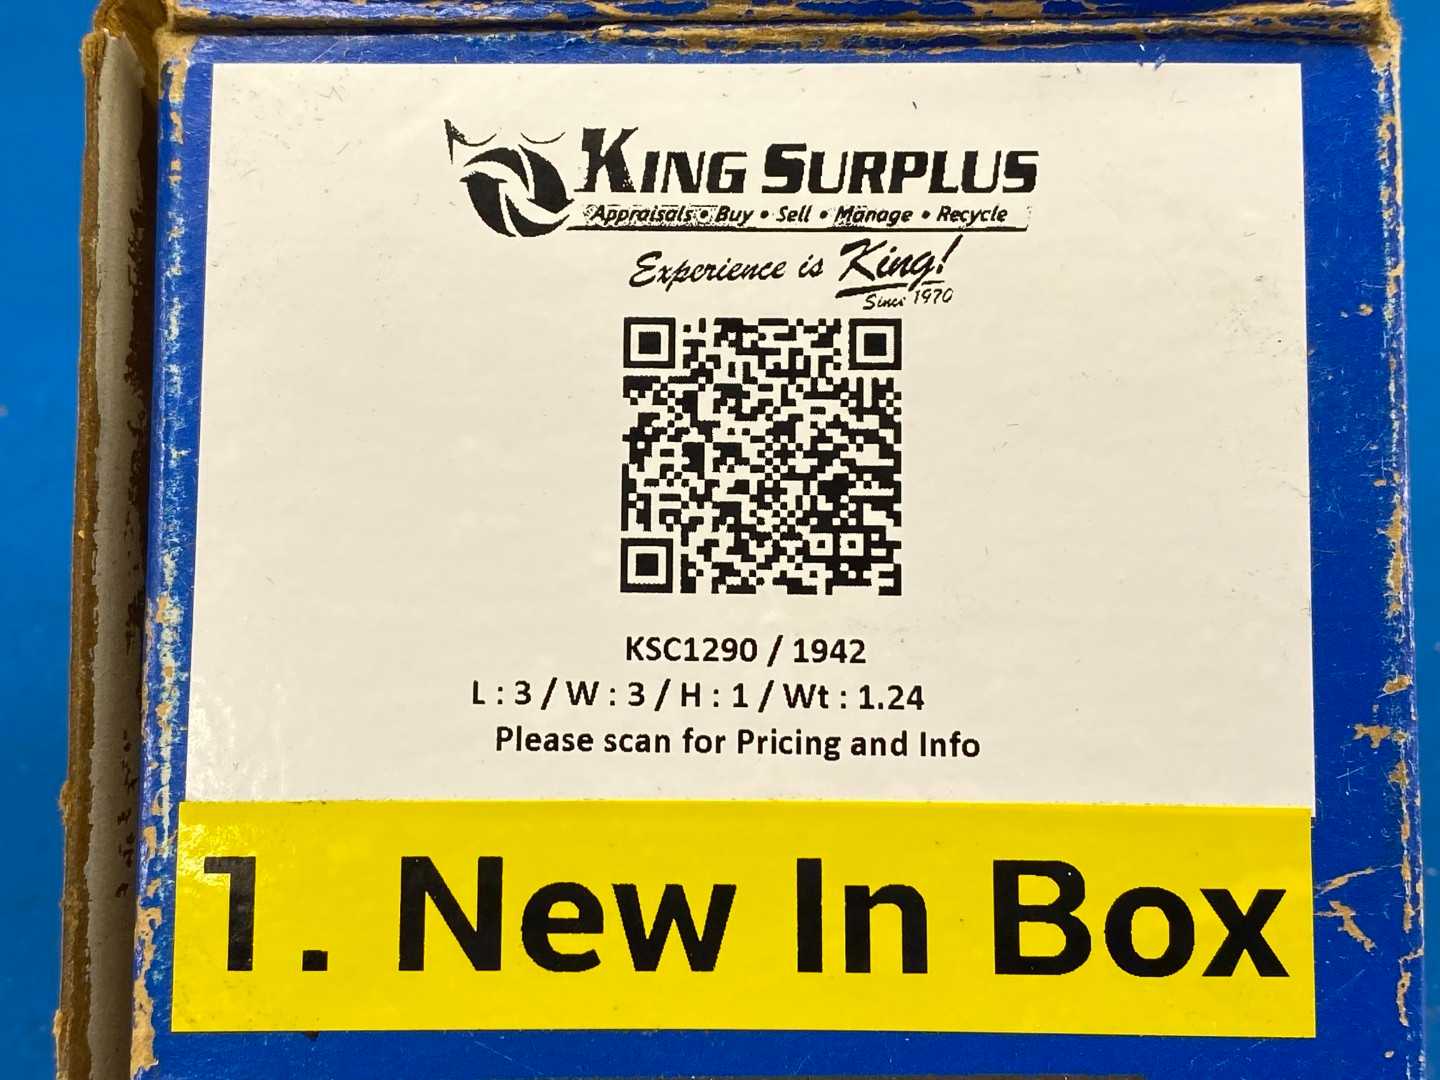 KING SURPLUS
Appraisals • Buy • Sell • Manage • Recycle
Experience is King!
Since 1970
KSC1290 / 1942
L : 3 / W : 3 / H : 1 / Wt : 1.24
Please scan for Pricing and Info
1. New In Box